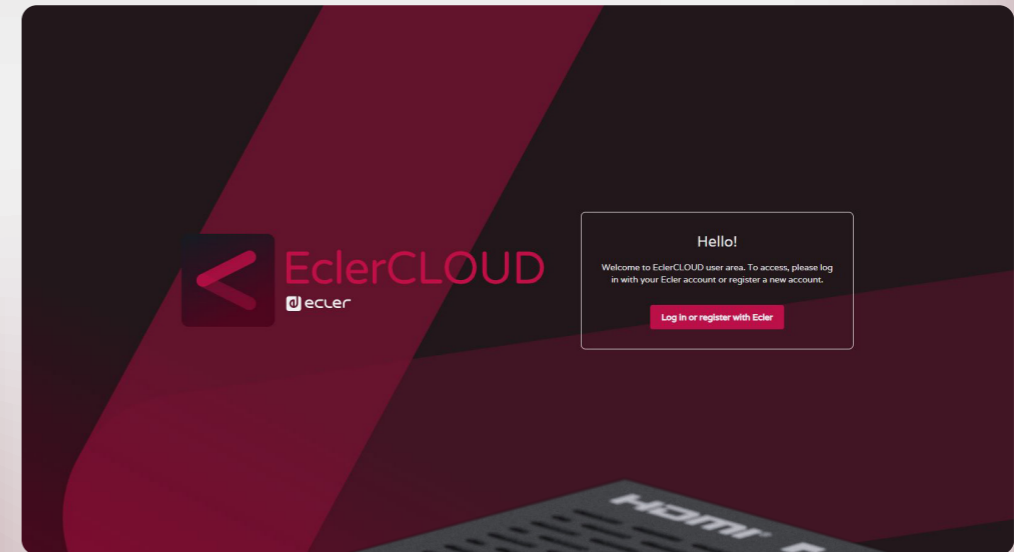 EclerCLOUD
ecler
Hello!
Welcome to EclerCLOUD user area. To access, please log
in with your Ecler account or register a new account.
Log in or register with Ecler
HDMI